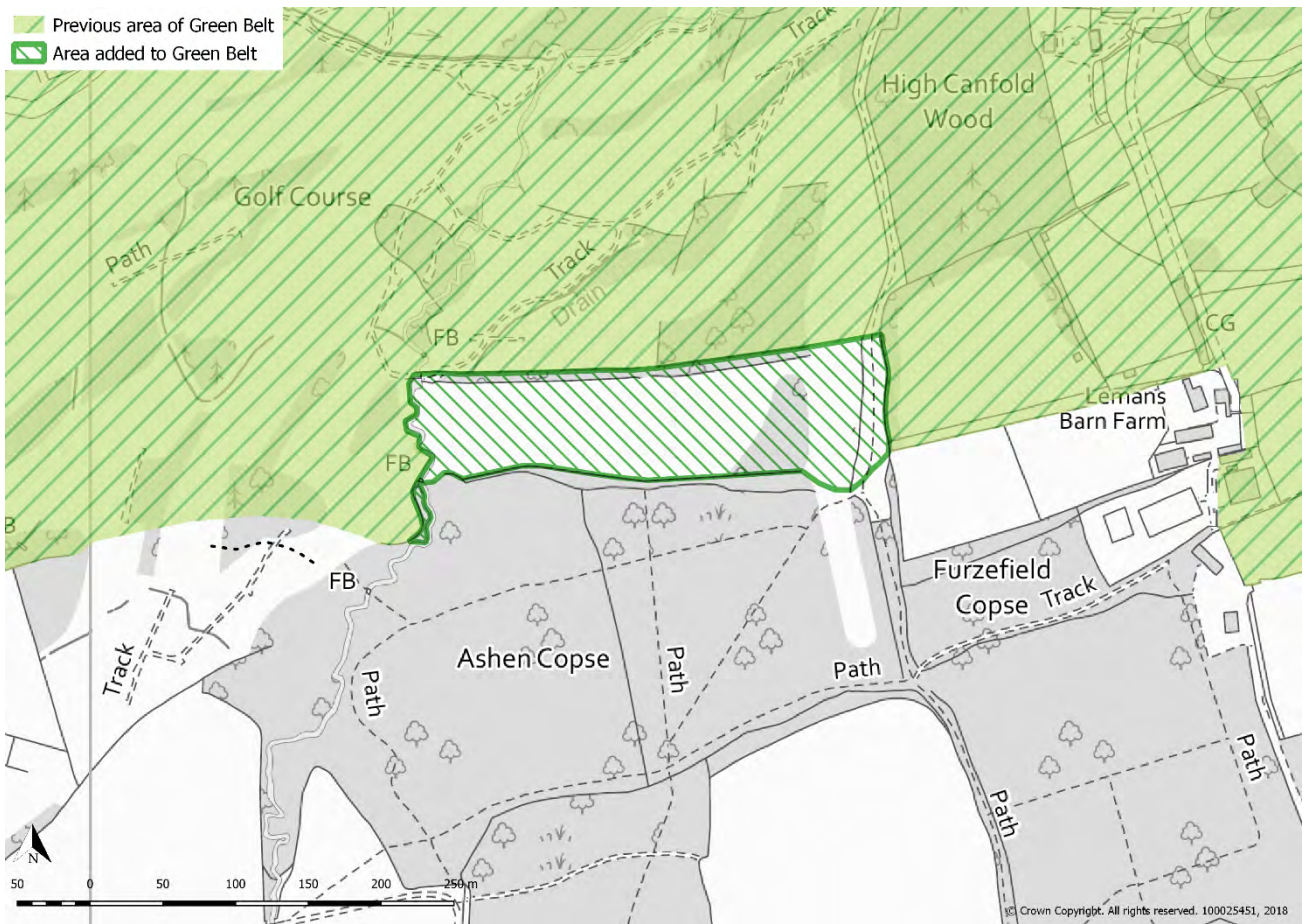 Previous area of Green Belt
Area added to Green Belt
Track
High Canfold
Wood
Golf Course
Path
Track
Drain
FB
CG
Lemans
Barn Farm
FB
FB
Furzefield
Copse
Track
Ashen Copse
Path
Path
Path
Track
Path
Path
N
50 0 50 100 150 200 250 m
© Crown Copyright. All rights reserved. 100025451, 2018